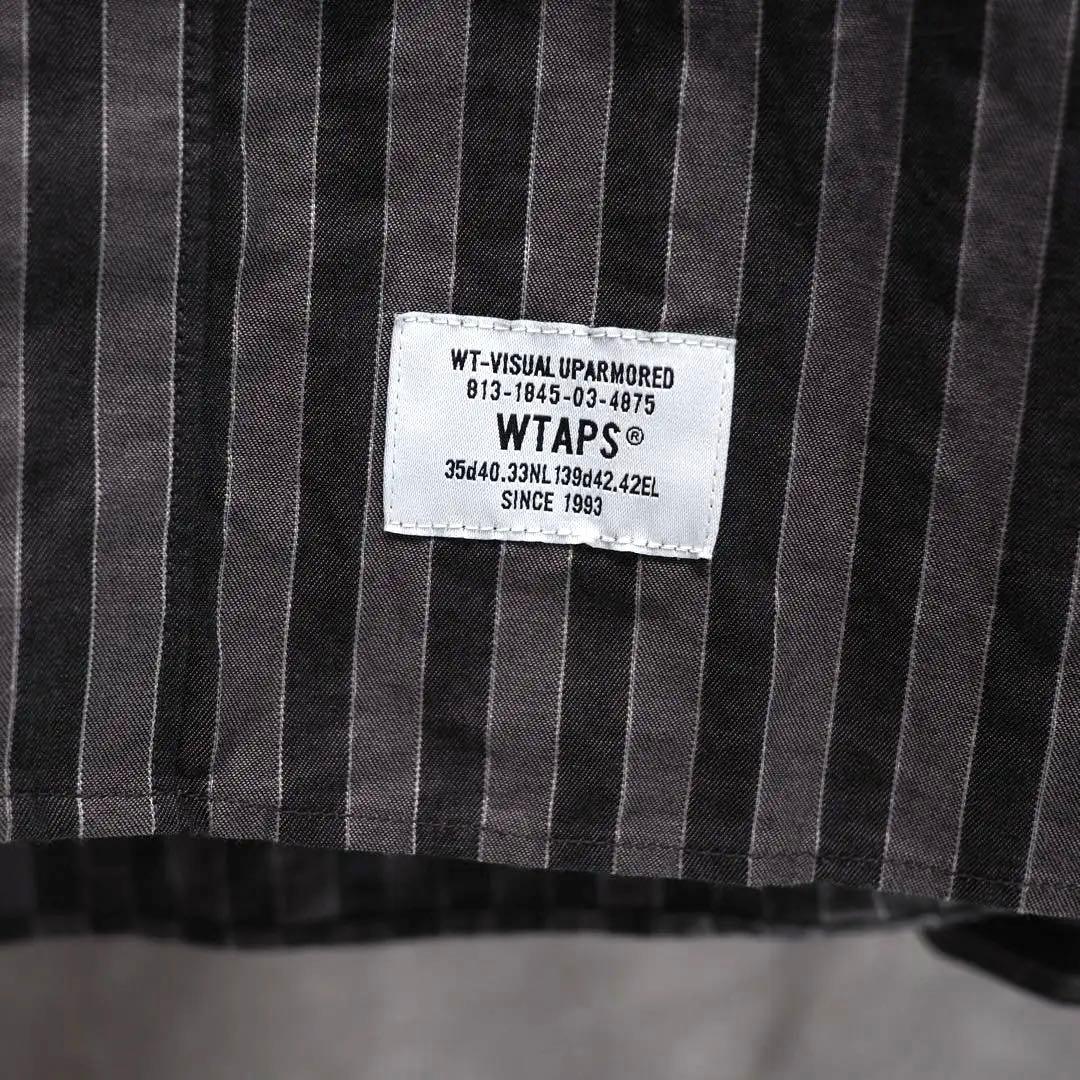 WT-VISUAL UPARMORED
813-1845-03-4875
WTAPS®
35d40.33NL139d42.42EL
SINCE 1993